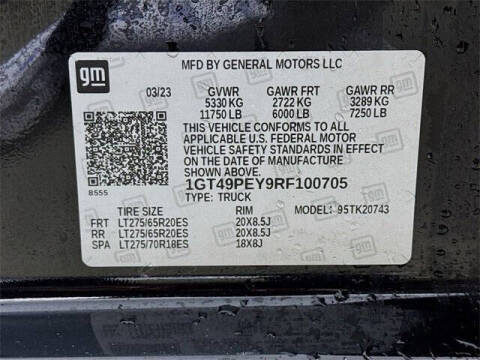 gm
MFD BY GENERAL MOTORS LLC
03/23 GVWR GAWR FRT GAWR RR
5330 KG 2722 KG 3289 KG
11750 LB 6000 LB 7250 LB
THIS VEHICLE CONFORMS TO ALL
APPLICABLE U.S. FEDERAL MOTOR
VEHICLE SAFETY STANDARDS IN EFFECT
ON THE DATE OF MANUFACTURE
SHOWN ABOVE.
8555
1GT49PEY9RF100705
TYPE: TRUCK
TIRE SIZE RIM MODEL: 95TK20743
FRT LT275/65R20ES 20X8.5J
RR LT275/65R20ES 20X8.5J
SPA LT275/70R18ES 18X8J